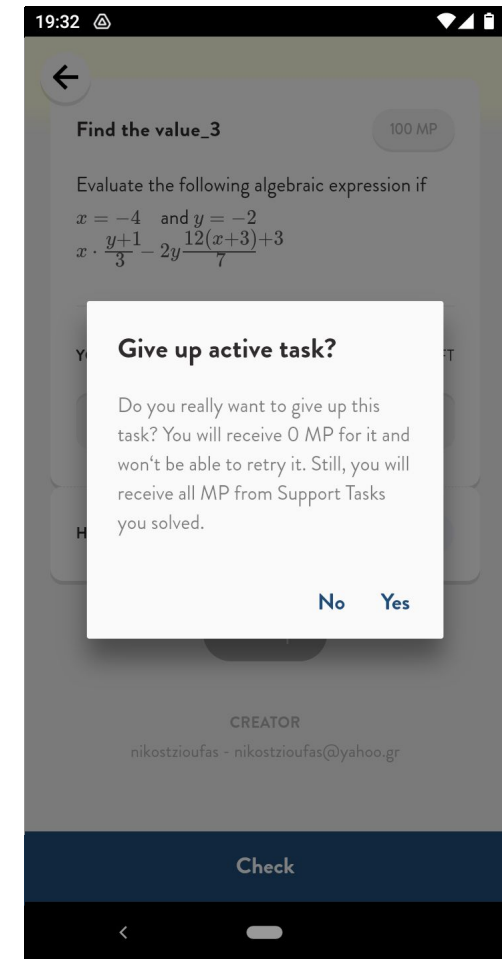 19:32
Find the value_3
100 MP
Evaluate the following algebraic expression if
x = −4 and y = −2
x · \frac{y+1}{3} − 2y\frac{12(x+3)+3}{7}
Give up active task?
Do you really want to give up this
task? You will receive 0 MP for it and
won't be able to retry it. Still, you will
receive all MP from Support Tasks
you solved.
No Yes
CREATOR
nikostzioufas - nikostzioufas@yahoo.gr
Check